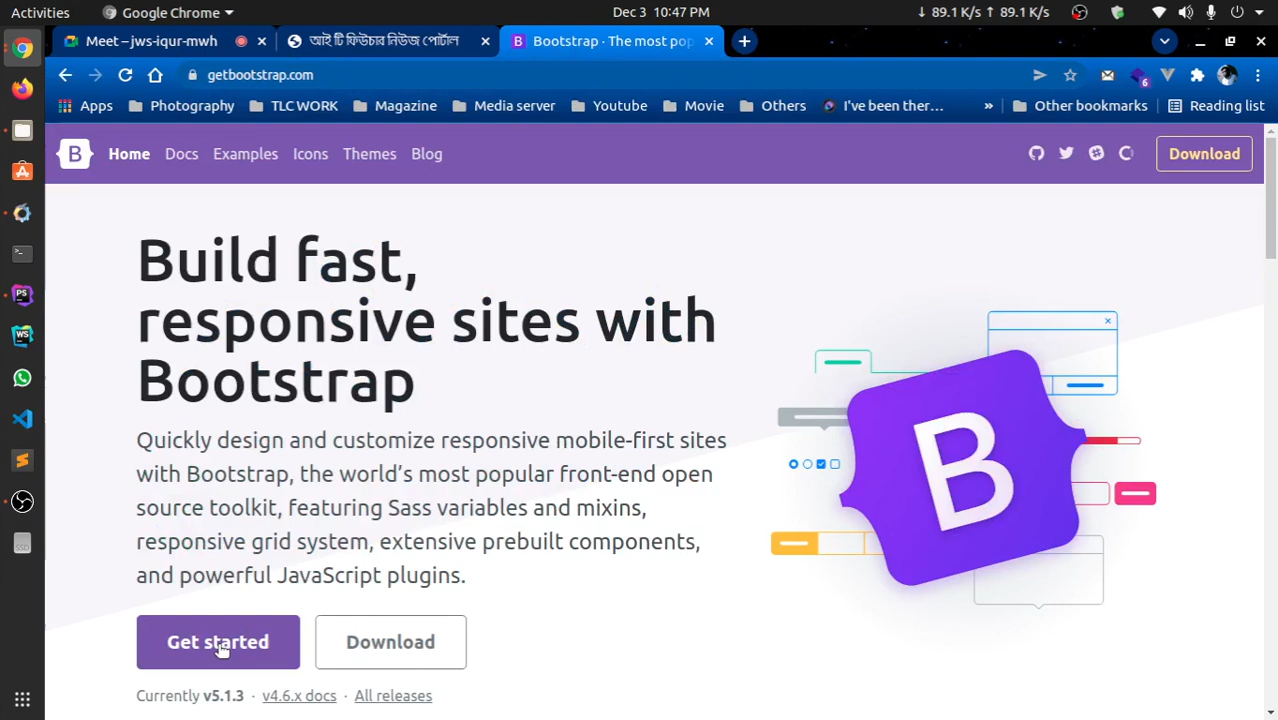 Activities Google Chrome Dec 3 10:47 PM ↓ 89.1 K/s ↑ 89.1 K/s
Meet – jws-iqur-mwh আই টি ফিউচার নিউজ পোর্টাল Bootstrap · The most pop
getbootstrap.com 6
Apps Photography TLC WORK Magazine Media server Youtube Movie Others I've been ther... » Other bookmarks Reading list
B Home Docs Examples Icons Themes Blog Download
Build fast,
responsive sites with
Bootstrap
Quickly design and customize responsive mobile-first sites
with Bootstrap, the world's most popular front-end open
source toolkit, featuring Sass variables and mixins,
responsive grid system, extensive prebuilt components,
and powerful JavaScript plugins.
B
Get started Download
Currently v5.1.3 · v4.6.x docs · All releases
PS
WS
SSD